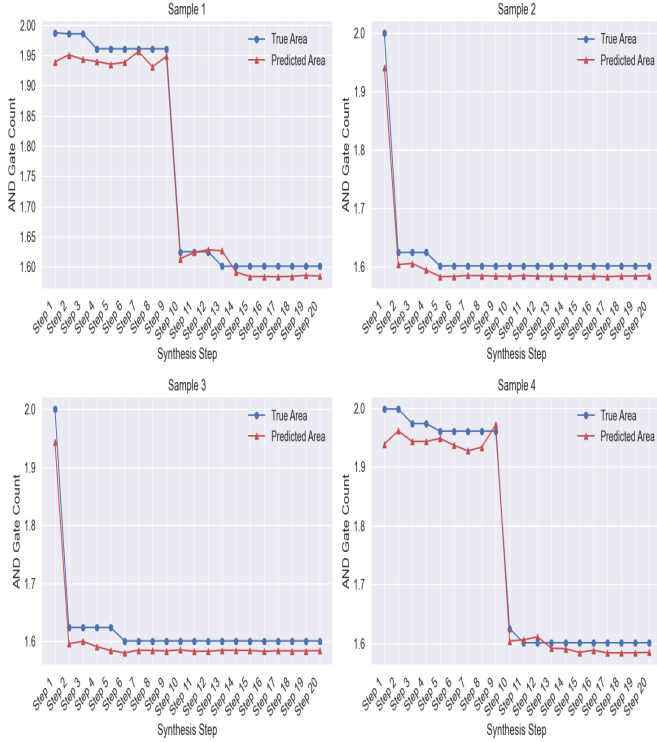 Sample 1
AND Gate Count
2.00
1.95
1.90
1.85
1.80
1.75
1.70
1.65
1.60
True Area
Predicted Area
Step 1
Step 2
Step 3
Step 4
Step 5
Step 6
Step 7
Step 8
Step 9
Step 10
Step 11
Step 12
Step 13
Step 14
Step 15
Step 16
Step 17
Step 18
Step 19
Step 20
Synthesis Step
Sample 2
AND Gate Count
2.0
1.9
1.8
1.7
1.6
True Area
Predicted Area
Step 1
Step 2
Step 3
Step 4
Step 5
Step 6
Step 7
Step 8
Step 9
Step 10
Step 11
Step 12
Step 13
Step 14
Step 15
Step 16
Step 17
Step 18
Step 19
Step 20
Synthesis Step
Sample 3
AND Gate Count
2.0
1.9
1.8
1.7
1.6
True Area
Predicted Area
Step 1
Step 2
Step 3
Step 4
Step 5
Step 6
Step 7
Step 8
Step 9
Step 10
Step 11
Step 12
Step 13
Step 14
Step 15
Step 16
Step 17
Step 18
Step 19
Step 20
Synthesis Step
Sample 4
AND Gate Count
2.0
1.9
1.8
1.7
1.6
True Area
Predicted Area
Step 1
Step 2
Step 3
Step 4
Step 5
Step 6
Step 7
Step 8
Step 9
Step 10
Step 11
Step 12
Step 13
Step 14
Step 15
Step 16
Step 17
Step 18
Step 19
Step 20
Synthesis Step